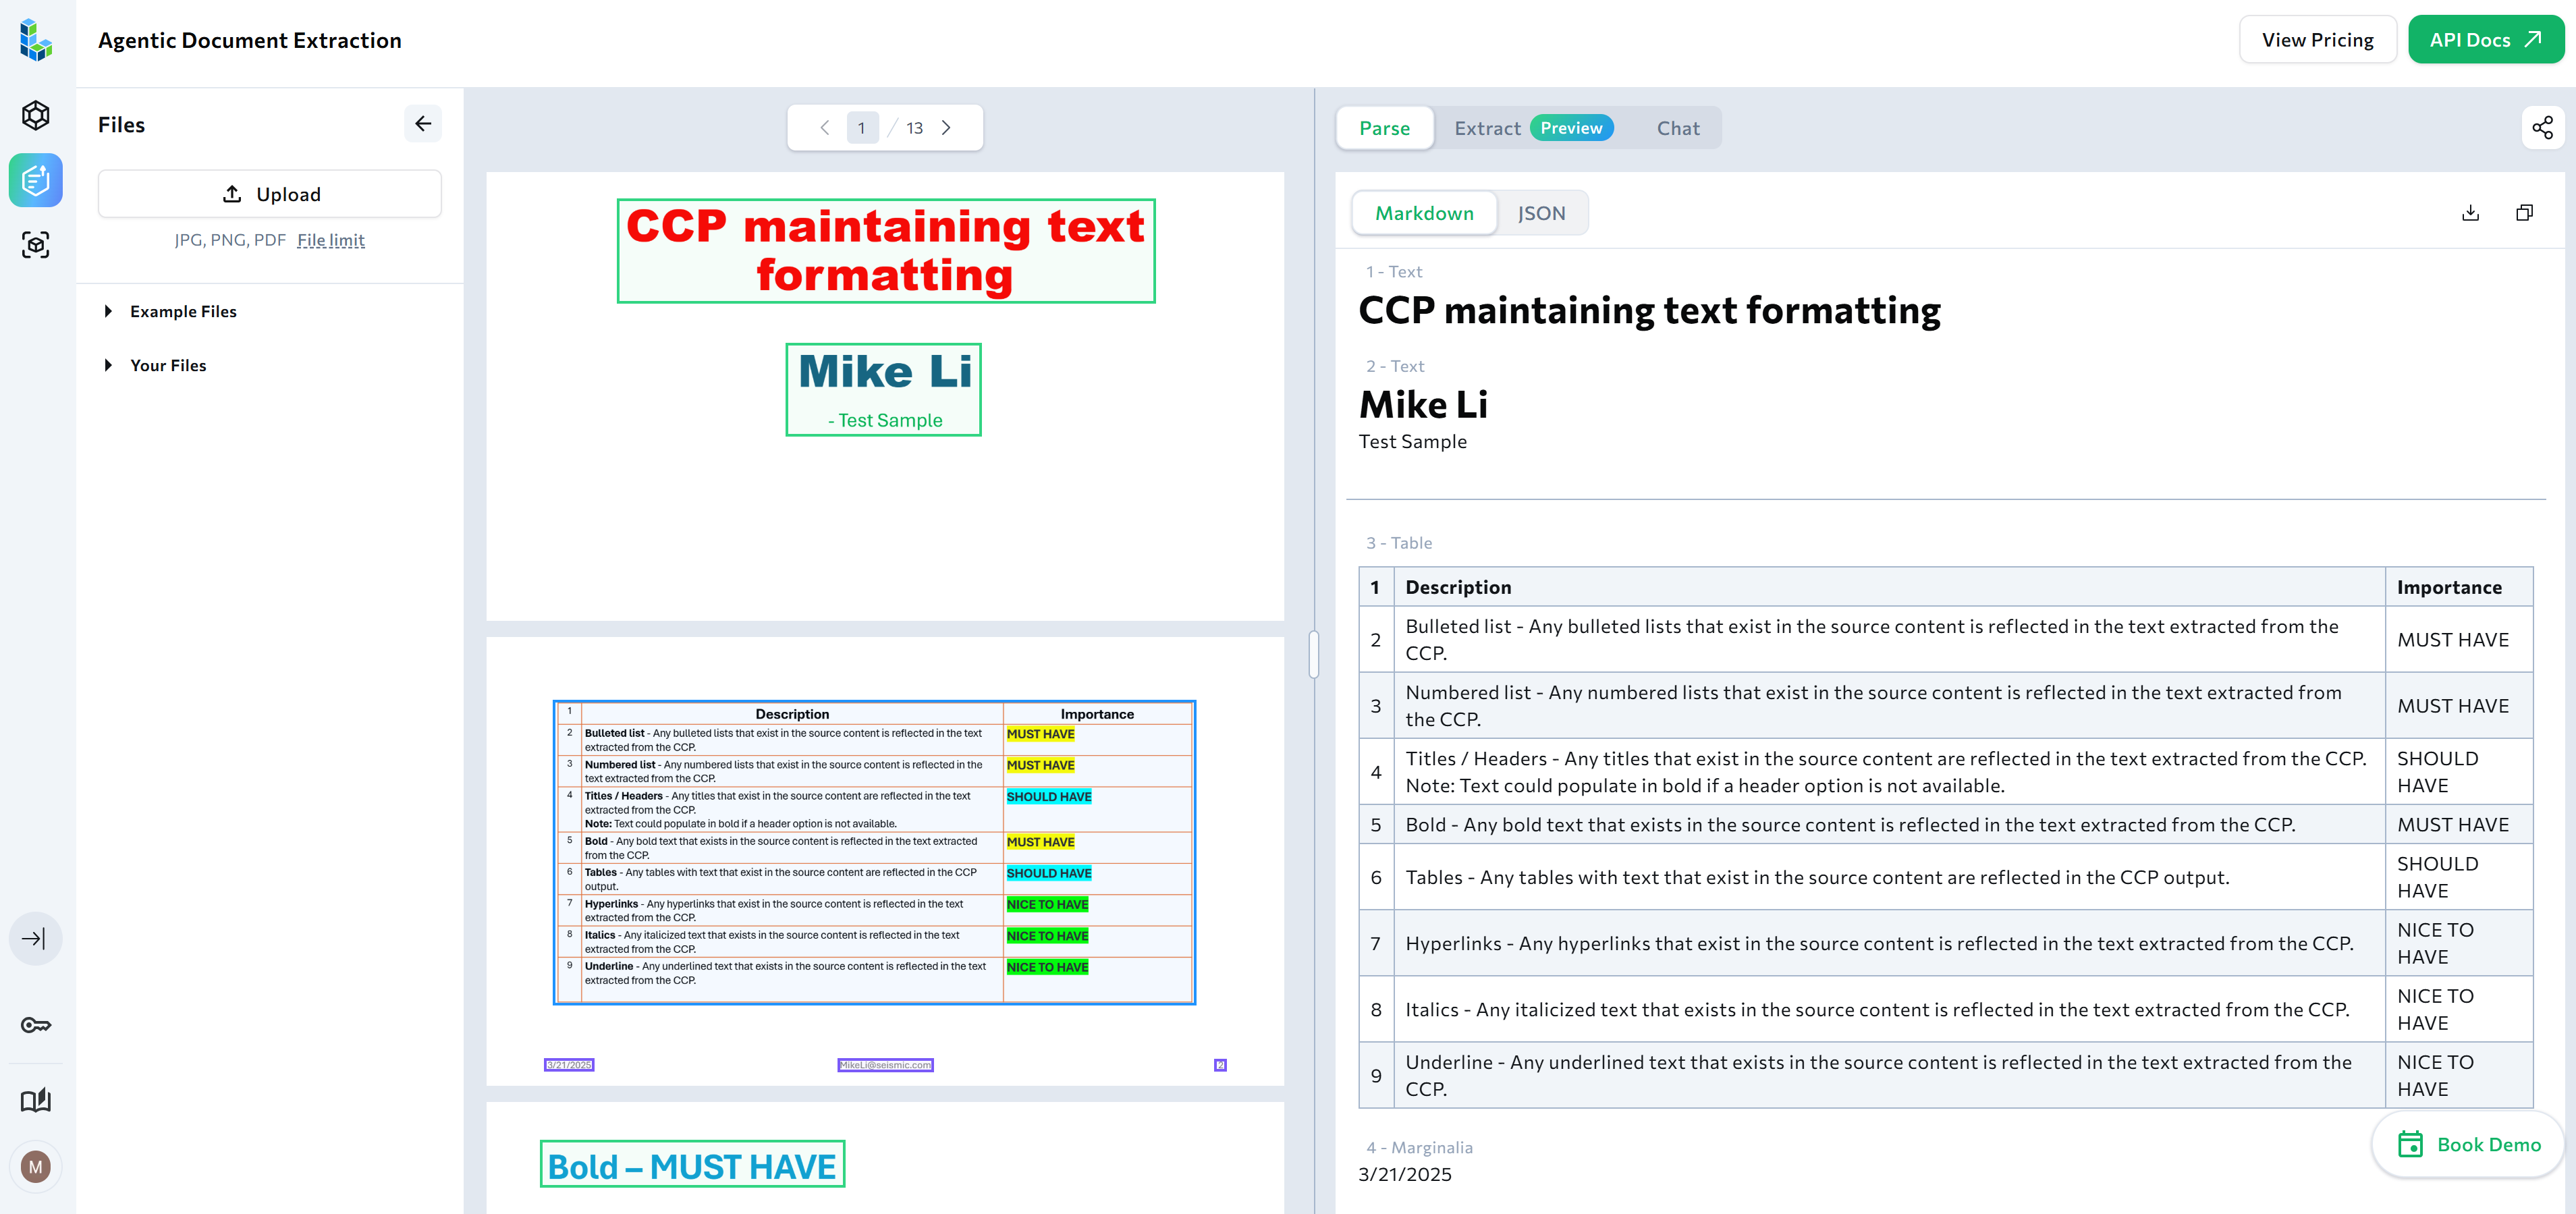 Agentic Document Extraction
View Pricing
API Docs
Files
Upload
JPG, PNG, PDF File limit
Example Files
Your Files
M
1 / 13
CCP maintaining text
formatting
Mike Li
- Test Sample
1 Description Importance
2 Bulleted list - Any bulleted lists that exist in the source content is reflected in the text MUST HAVE
extracted from the CCP.
3 Numbered list - Any numbered lists that exist in the source content is reflected in the MUST HAVE
text extracted from the CCP.
4 Titles / Headers - Any titles that exist in the source content are reflected in the text SHOULD HAVE
extracted from the CCP.
Note: Text could populate in bold if a header option is not available.
5 Bold - Any bold text that exists in the source content is reflected in the text extracted MUST HAVE
from the CCP.
6 Tables - Any tables with text that exist in the source content are reflected in the CCP SHOULD HAVE
output.
7 Hyperlinks - Any hyperlinks that exist in the source content is reflected in the text NICE TO HAVE
extracted from the CCP.
8 Italics - Any italicized text that exists in the source content is reflected in the text NICE TO HAVE
extracted from the CCP.
9 Underline - Any underlined text that exists in the source content is reflected in the text NICE TO HAVE
extracted from the CCP.
3/21/2025 MikeLi@seismic.com 2
Bold – MUST HAVE
Parse Extract Preview Chat
Markdown JSON
1 - Text
CCP maintaining text formatting
2 - Text
Mike Li
Test Sample
3 - Table
1 Description Importance
2 Bulleted list - Any bulleted lists that exist in the source content is reflected in the text extracted from the MUST HAVE
CCP.
3 Numbered list - Any numbered lists that exist in the source content is reflected in the text extracted from MUST HAVE
the CCP.
4 Titles / Headers - Any titles that exist in the source content are reflected in the text extracted from the CCP. SHOULD
Note: Text could populate in bold if a header option is not available. HAVE
5 Bold - Any bold text that exists in the source content is reflected in the text extracted from the CCP. MUST HAVE
6 Tables - Any tables with text that exist in the source content are reflected in the CCP output. SHOULD
HAVE
7 Hyperlinks - Any hyperlinks that exist in the source content is reflected in the text extracted from the CCP. NICE TO
HAVE
8 Italics - Any italicized text that exists in the source content is reflected in the text extracted from the CCP. NICE TO
HAVE
9 Underline - Any underlined text that exists in the source content is reflected in the text extracted from the NICE TO
CCP. HAVE
4 - Marginalia
3/21/2025
Book Demo